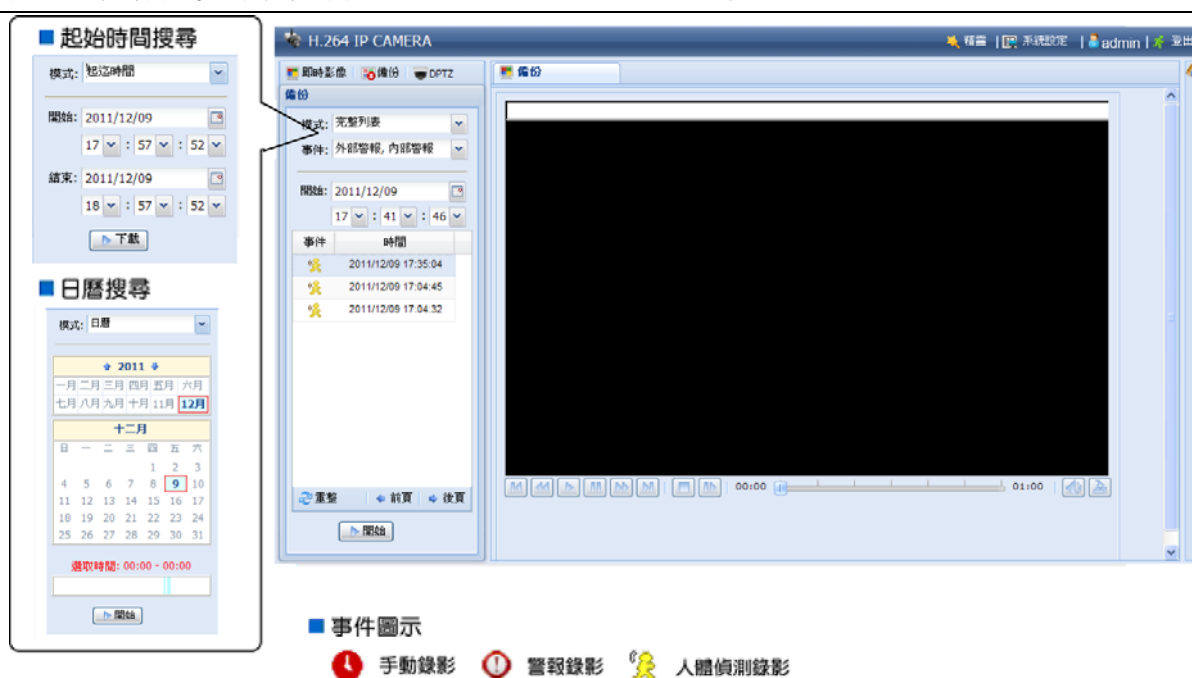 起始時間搜尋
模式: 起迄時間
開始: 2011/12/09
17 : 57 : 52
結束: 2011/12/09
18 : 57 : 52
下載
日曆搜尋
模式: 日曆
2011
一月 二月 三月 四月 五月 六月
七月 八月 九月 十月 11月 12月
十二月
日 一 二 三 四 五 六
1 2 3
4 5 6 7 8 9 10
11 12 13 14 15 16 17
18 19 20 21 22 23 24
25 26 27 28 29 30 31
選取時間: 00:00 - 00:00
開始
H.264 IP CAMERA
精靈 | 系統設定 | admin | 登出
即時影像 備份 DPTZ
備份
模式: 完整列表
事件: 外部警報, 內部警報
開始: 2011/12/09
17 : 41 : 46
事件 時間
2011/12/09 17:35:04
2011/12/09 17:04:45
2011/12/09 17:04:32
重整 前頁 後頁
開始
備份
00:00 01:00
事件圖示
手動錄影 警報錄影 人體偵測錄影